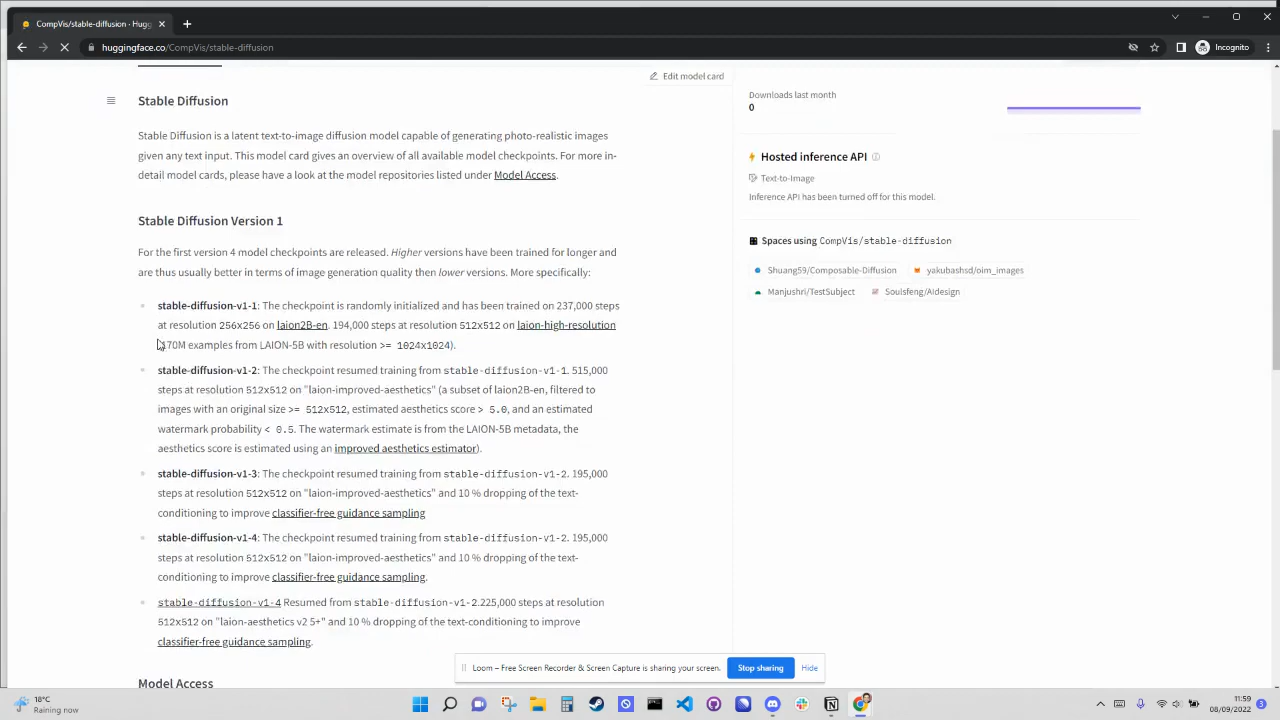 CompVis/stable-diffusion · Hugg
huggingface.co/CompVis/stable-diffusion
Incognito
Edit model card
Stable Diffusion
Stable Diffusion is a latent text-to-image diffusion model capable of generating photo-realistic images
given any text input. This model card gives an overview of all available model checkpoints. For more in-
detail model cards, please have a look at the model repositories listed under Model Access.
Stable Diffusion Version 1
For the first version 4 model checkpoints are released. Higher versions have been trained for longer and
are thus usually better in terms of image generation quality then lower versions. More specifically:
stable-diffusion-v1-1: The checkpoint is randomly initialized and has been trained on 237,000 steps
at resolution 256x256 on laion2B-en. 194,000 steps at resolution 512x512 on laion-high-resolution
(170M examples from LAION-5B with resolution >= 1024x1024).
stable-diffusion-v1-2: The checkpoint resumed training from stable-diffusion-v1-1. 515,000
steps at resolution 512x512 on "laion-improved-aesthetics" (a subset of laion2B-en, filtered to
images with an original size >= 512x512, estimated aesthetics score > 5.0, and an estimated
watermark probability < 0.5. The watermark estimate is from the LAION-5B metadata, the
aesthetics score is estimated using an improved aesthetics estimator).
stable-diffusion-v1-3: The checkpoint resumed training from stable-diffusion-v1-2. 195,000
steps at resolution 512x512 on "laion-improved-aesthetics" and 10 % dropping of the text-
conditioning to improve classifier-free guidance sampling
stable-diffusion-v1-4: The checkpoint resumed training from stable-diffusion-v1-2. 195,000
steps at resolution 512x512 on "laion-improved-aesthetics" and 10 % dropping of the text-
conditioning to improve classifier-free guidance sampling.
stable-diffusion-v1-4 Resumed from stable-diffusion-v1-2.225,000 steps at resolution
512x512 on "laion-aesthetics v2 5+" and 10 % dropping of the text-conditioning to improve
classifier-free guidance sampling.
Model Access
Downloads last month
0
Hosted inference API
Text-to-Image
Inference API has been turned off for this model.
Spaces using CompVis/stable-diffusion
Shuang59/Composable-Diffusion yakubashsd/oim_images
Manjushri/TestSubject Soulsfeng/AIdesign
Loom – Free Screen Recorder & Screen Capture is sharing your screen. Stop sharing Hide
18°C
Raining now
11:59
08/09/2022
3